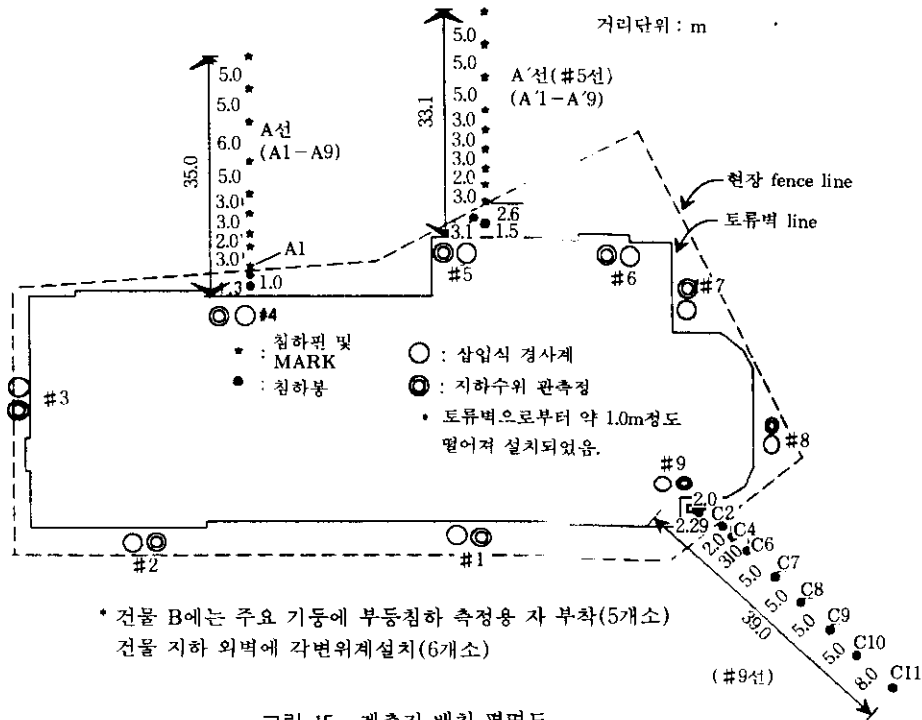 거리단위 : m
5.0
5.0
6.0
5.0
3.0
3.0
2.0
3.0
35.0
A선
(A1-A9)
A1
1.0
5.0
5.0
5.0
3.0
3.0
3.0
2.0
3.0
33.1
A´선(#5선)
(A´1-A´9)
2.6
3.1
1.5
현장 fence line
토류벽 line
#5
#6
#7
#4
* : 침하핀 및
MARK
● : 침하봉
○ : 삽입식 경사계
◎ : 지하수위 관측정
• 토류벽으로부터 약 1.0m정도
떨어져 설치되었음.
#3
#8
#9
2.0
2.29
C2
2.0
C4
310
C6
5.0
C7
5.0
C8
5.0
C9
5.0
C10
8.0
C11
39.0
(#9선)
#2
#1
* 건물 B에는 주요 기둥에 부등침하 측정용 자 부착(5개소)
건물 지하 외벽에 각변위계설치(6개소)